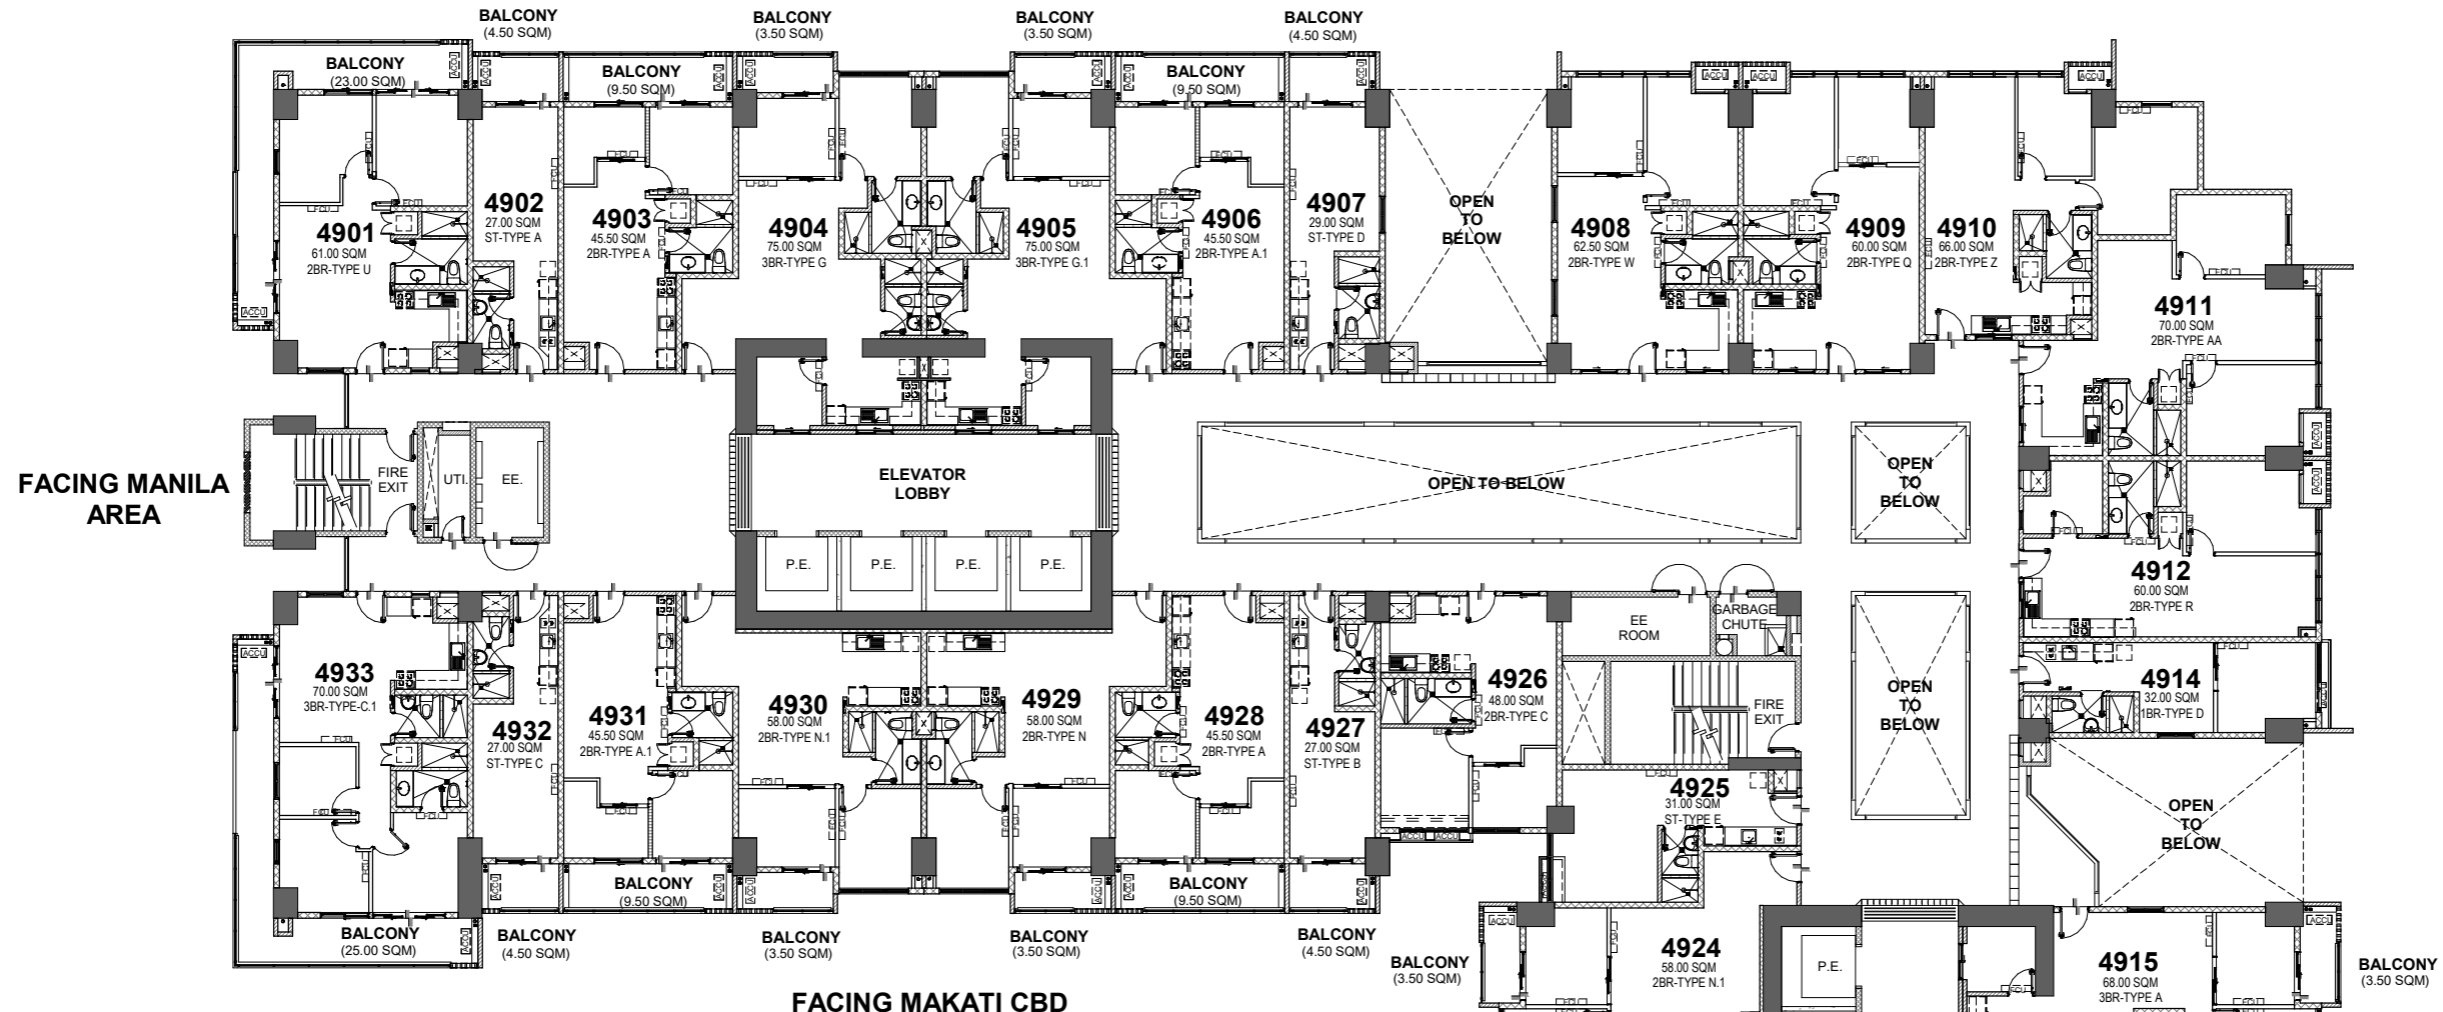 BALCONY
(4.50 SQM)
BALCONY
(3.50 SQM)
BALCONY
(3.50 SQM)
BALCONY
(4.50 SQM)
BALCONY
(23.00 SQM)
BALCONY
(9.50 SQM)
BALCONY
(9.50 SQM)
4901
61.00 SQM
2BR-TYPE U
4902
27.00 SQM
ST-TYPE A
4903
45.50 SQM
2BR-TYPE A
4904
75.00 SQM
3BR-TYPE G
4905
75.00 SQM
3BR-TYPE G.1
4906
45.50 SQM
2BR-TYPE A.1
4907
29.00 SQM
ST-TYPE D
OPEN
TO
BELOW
4908
62.50 SQM
2BR-TYPE W
4909
60.00 SQM
2BR-TYPE Q
4910
66.00 SQM
2BR-TYPE Z
4911
70.00 SQM
2BR-TYPE AA
FACING MANILA
AREA
FIRE
EXIT
UTI.
EE.
ELEVATOR
LOBBY
P.E.
P.E.
P.E.
P.E.
OPEN TO BELOW
OPEN
TO
BELOW
4912
60.00 SQM
2BR-TYPE R
EE
ROOM
GARBAGE
CHUTE
4933
70.00 SQM
3BR-TYPE-C.1
4932
27.00 SQM
ST-TYPE C
4931
45.50 SQM
2BR-TYPE A.1
4930
58.00 SQM
2BR-TYPE N.1
4929
58.00 SQM
2BR-TYPE N
4928
45.50 SQM
2BR-TYPE A
4927
27.00 SQM
ST-TYPE B
4926
48.00 SQM
2BR-TYPE C
FIRE
EXIT
OPEN
TO
BELOW
4914
32.00 SQM
1BR-TYPE D
4925
31.00 SQM
ST-TYPE E
OPEN
TO
BELOW
BALCONY
(25.00 SQM)
BALCONY
(4.50 SQM)
BALCONY
(9.50 SQM)
BALCONY
(3.50 SQM)
BALCONY
(3.50 SQM)
BALCONY
(9.50 SQM)
BALCONY
(4.50 SQM)
BALCONY
(3.50 SQM)
4924
58.00 SQM
2BR-TYPE N.1
P.E.
4915
68.00 SQM
3BR-TYPE A
BALCONY
(3.50 SQM)
FACING MAKATI CBD
ACCU
ACCU
ACCU
ACCU
ACCU
ACCU
ACCU
ACCU